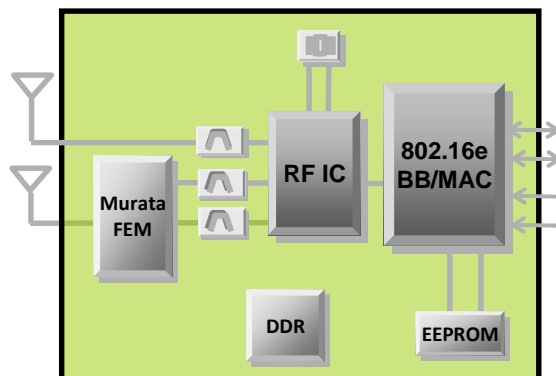 RF IC
802.16e
BB/MAC
Murata
FEM
DDR
EEPROM